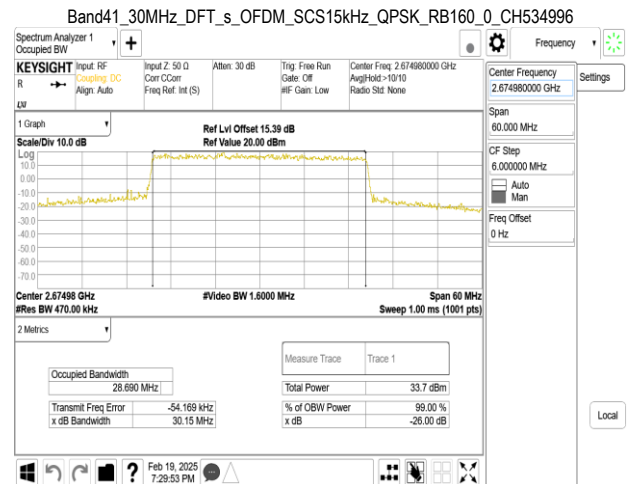 Band41_30MHz_DFT_s_OFDM_SCS15kHz_QPSK_RB160_0_CH534996
Spectrum Analyzer 1
Occupied BW
Frequency
KEYSIGHT
R
Input: RF
Coupling: DC
Align: Auto
Input Z: 50 Ω
Corr CCorr
Freq Ref: Int (S)
Atten: 30 dB
Trig: Free Run
Gate: Off
#IF Gain: Low
Center Freq: 2.674980000 GHz
Avg|Hold:>10/10
Radio Std: None
Center Frequency
2.674980000 GHz
Settings
Span
60.000 MHz
CF Step
6.000000 MHz
Auto
Man
Freq Offset
0 Hz
Local
1 Graph
Scale/Div 10.0 dB
Ref Lvl Offset 15.39 dB
Ref Value 20.00 dBm
Log
10.0
0.00
-10.0
-20.0
-30.0
-40.0
-50.0
-60.0
-70.0
Center 2.67498 GHz
#Res BW 470.00 kHz
#Video BW 1.6000 MHz
Span 60 MHz
Sweep 1.00 ms (1001 pts)
2 Metrics
Measure Trace Trace 1
Occupied Bandwidth
28.690 MHz
Total Power 33.7 dBm
Transmit Freq Error -54.169 kHz
% of OBW Power 99.00 %
x dB Bandwidth 30.15 MHz
x dB -26.00 dB
Feb 19, 2025
7:29:53 PM